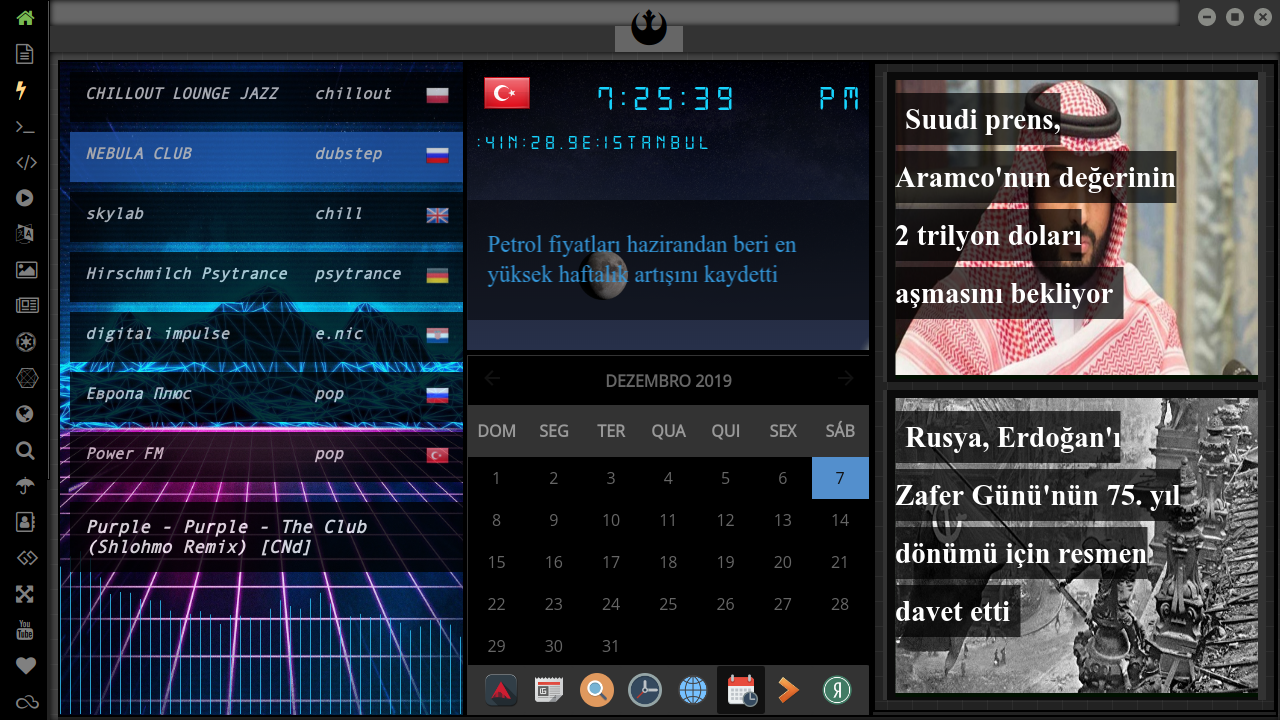 CHILLOUT LOUNGE JAZZ chillout
NEBULA CLUB dubstep
skylab chill
Hirschmilch Psytrance psytrance
digital impulse e.nic
Европа Плюс pop
Power FM pop
Purple - Purple - The Club
(Shlohmo Remix) [CNd]
7:25:39 PM
:41N:28.9E:ISTANBUL
Petrol fiyatları hazirandan beri en
yüksek haftalık artışını kaydetti
DEZEMBRO 2019
DOM SEG TER QUA QUI SEX SÁB
1 2 3 4 5 6 7
8 9 10 11 12 13 14
15 16 17 18 19 20 21
22 23 24 25 26 27 28
29 30 31
Suudi prens,
Aramco'nun değerinin
2 trilyon doları
aşmasını bekliyor
Rusya, Erdoğan'ı
Zafer Günü'nün 75. yıl
dönümü için resmen
davet etti
You
Tube
Я